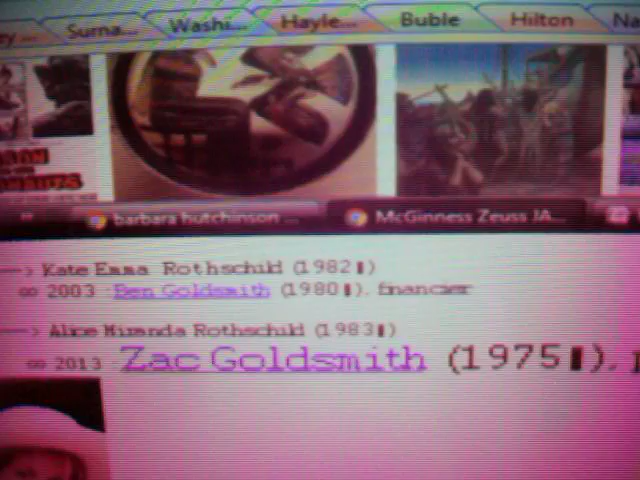 Surna... Washi... Hayle... Buble Hilton
barbara hutchinson ... McGinness Zeuss JA...
—> Kate Emma Rothschild (1982▮)
∞ 2003 Ben Goldsmith (1980▮), financier
—> Alice Miranda Rothschild (1983▮)
∞ 2013 Zac Goldsmith (1975▮),